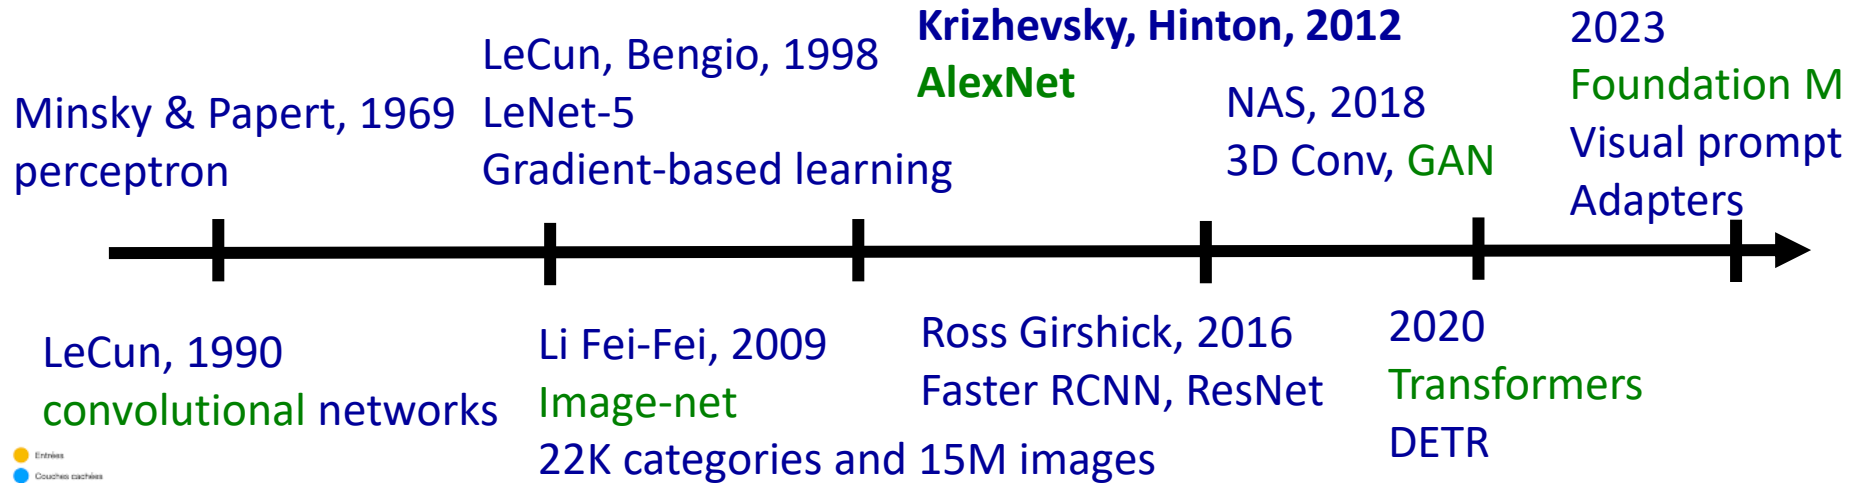 Minsky & Papert, 1969
perceptron
LeCun, Bengio, 1998
LeNet-5
Gradient-based learning
Krizhevsky, Hinton, 2012
AlexNet
NAS, 2018
3D Conv, GAN
2023
Foundation M
Visual prompt
Adapters
LeCun, 1990
convolutional networks
Li Fei-Fei, 2009
Image-net
22K categories and 15M images
Ross Girshick, 2016
Faster RCNN, ResNet
2020
Transformers
DETR
Entrées
Couches cachées